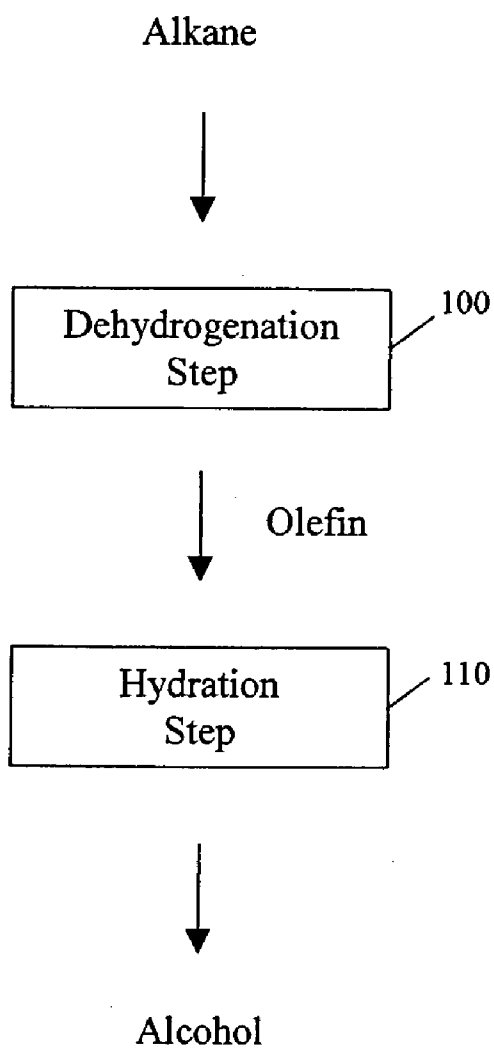 Alkane
Dehydrogenation
Step
100
Olefin
Hydration
Step
110
Alcohol